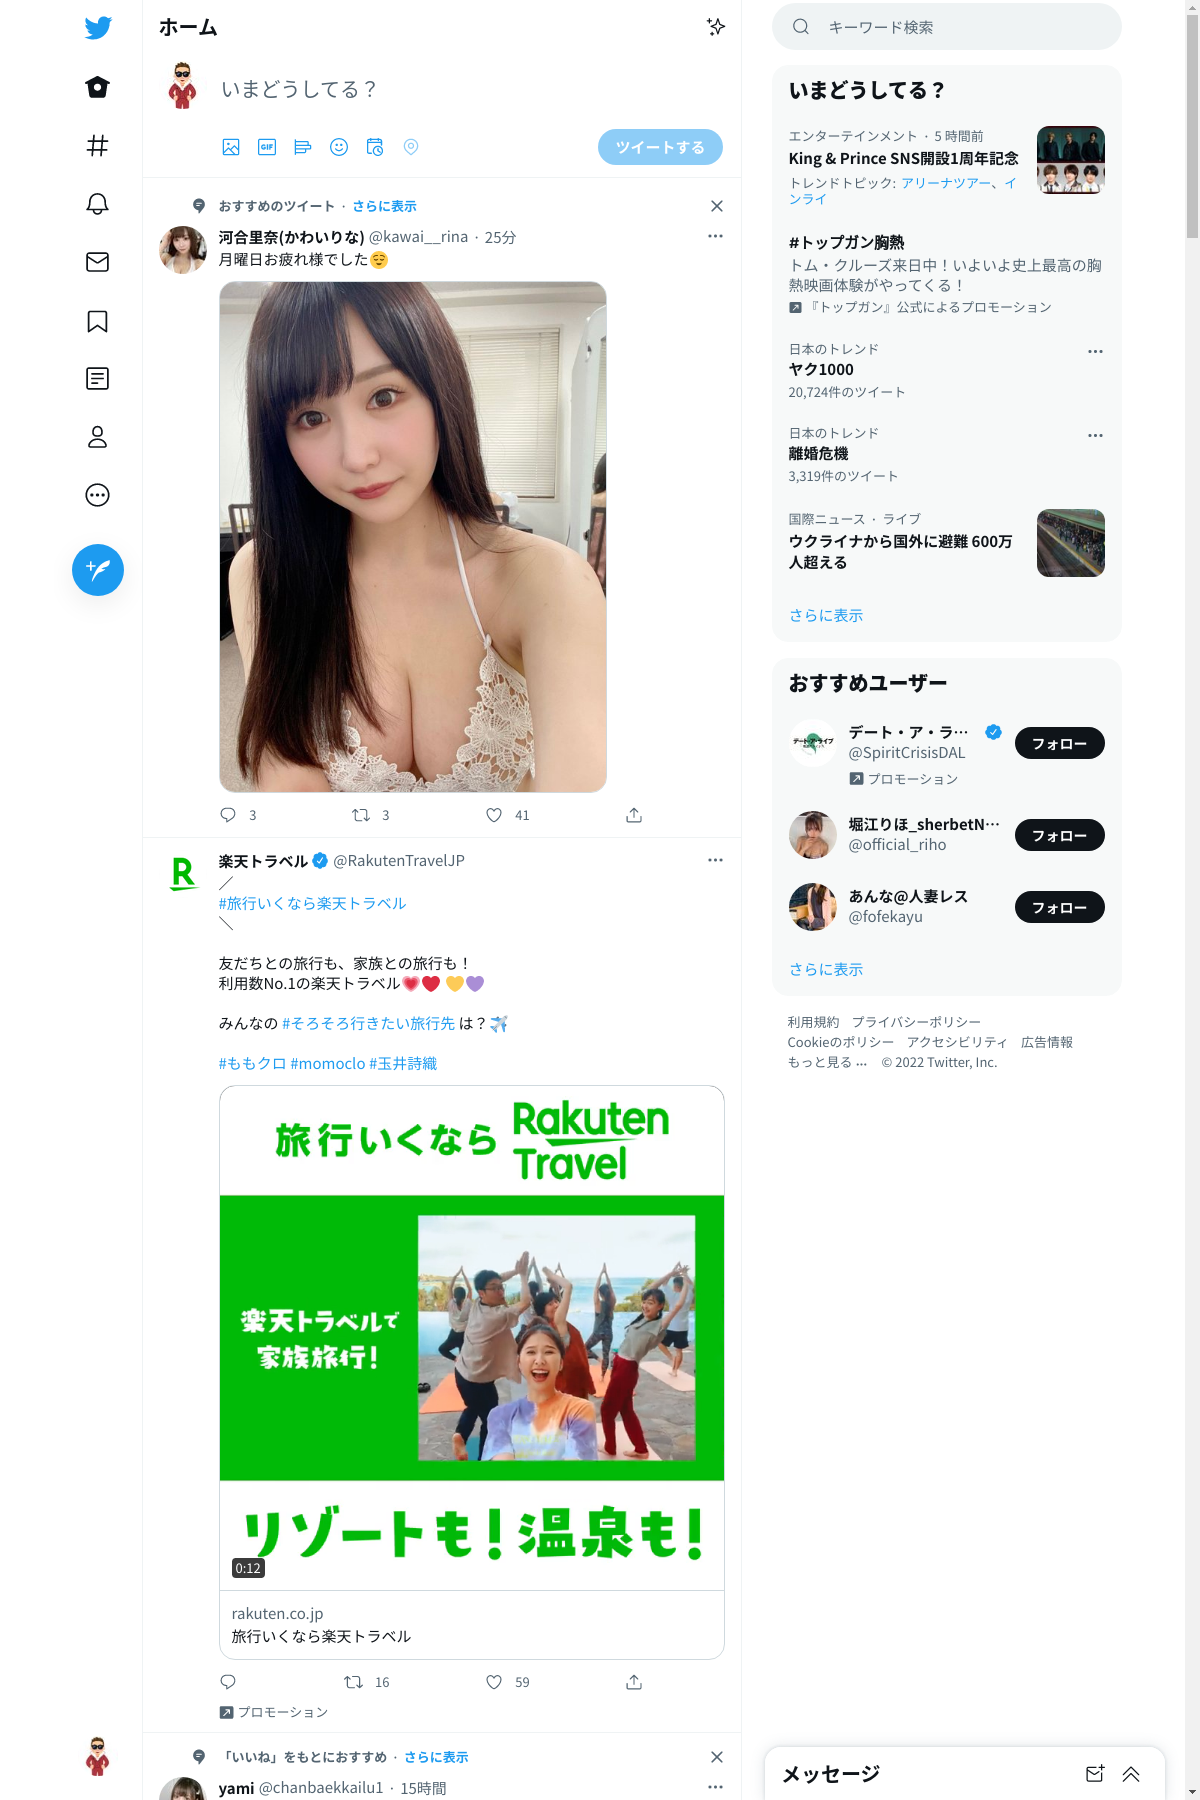 ホーム
いまどうしてる？
GIF
ツイートする
おすすめのツイート · さらに表示
河合里奈(かわいりな) @kawai__rina · 25分
月曜日お疲れ様でした😌
3 3 41
楽天トラベル @RakutenTravelJP
／
#旅行いくなら楽天トラベル
＼
友だちとの旅行も、家族との旅行も！
利用数No.1の楽天トラベル💗❤️ 💛💜
みんなの #そろそろ行きたい旅行先 は？✈️
#ももクロ #momoclo #玉井詩織
旅行いくなら Rakuten
Travel
楽天トラベルで
家族旅行！
リゾートも！温泉も！
0:12
rakuten.co.jp
旅行いくなら楽天トラベル
16 59
プロモーション
「いいね」をもとにおすすめ · さらに表示
yami @chanbaekkailu1 · 15時間
キーワード検索
いまどうしてる？
エンターテインメント · 5 時間前
King & Prince SNS開設1周年記念
トレンドトピック: アリーナツアー、イ
ンライ
#トップガン胸熱
トム・クルーズ来日中！いよいよ史上最高の胸
熱映画体験がやってくる！
『トップガン』公式によるプロモーション
日本のトレンド
ヤク1000
20,724件のツイート
日本のトレンド
離婚危機
3,319件のツイート
国際ニュース · ライブ
ウクライナから国外に避難 600万
人超える
さらに表示
おすすめユーザー
デート・ア・ラ…
@SpiritCrisisDAL
フォロー
プロモーション
堀江りほ_sherbetN…
@official_riho
フォロー
あんな@人妻レス
@fofekayu
フォロー
さらに表示
利用規約 プライバシーポリシー
Cookieのポリシー アクセシビリティ 広告情報
もっと見る … © 2022 Twitter, Inc.
メッセージ